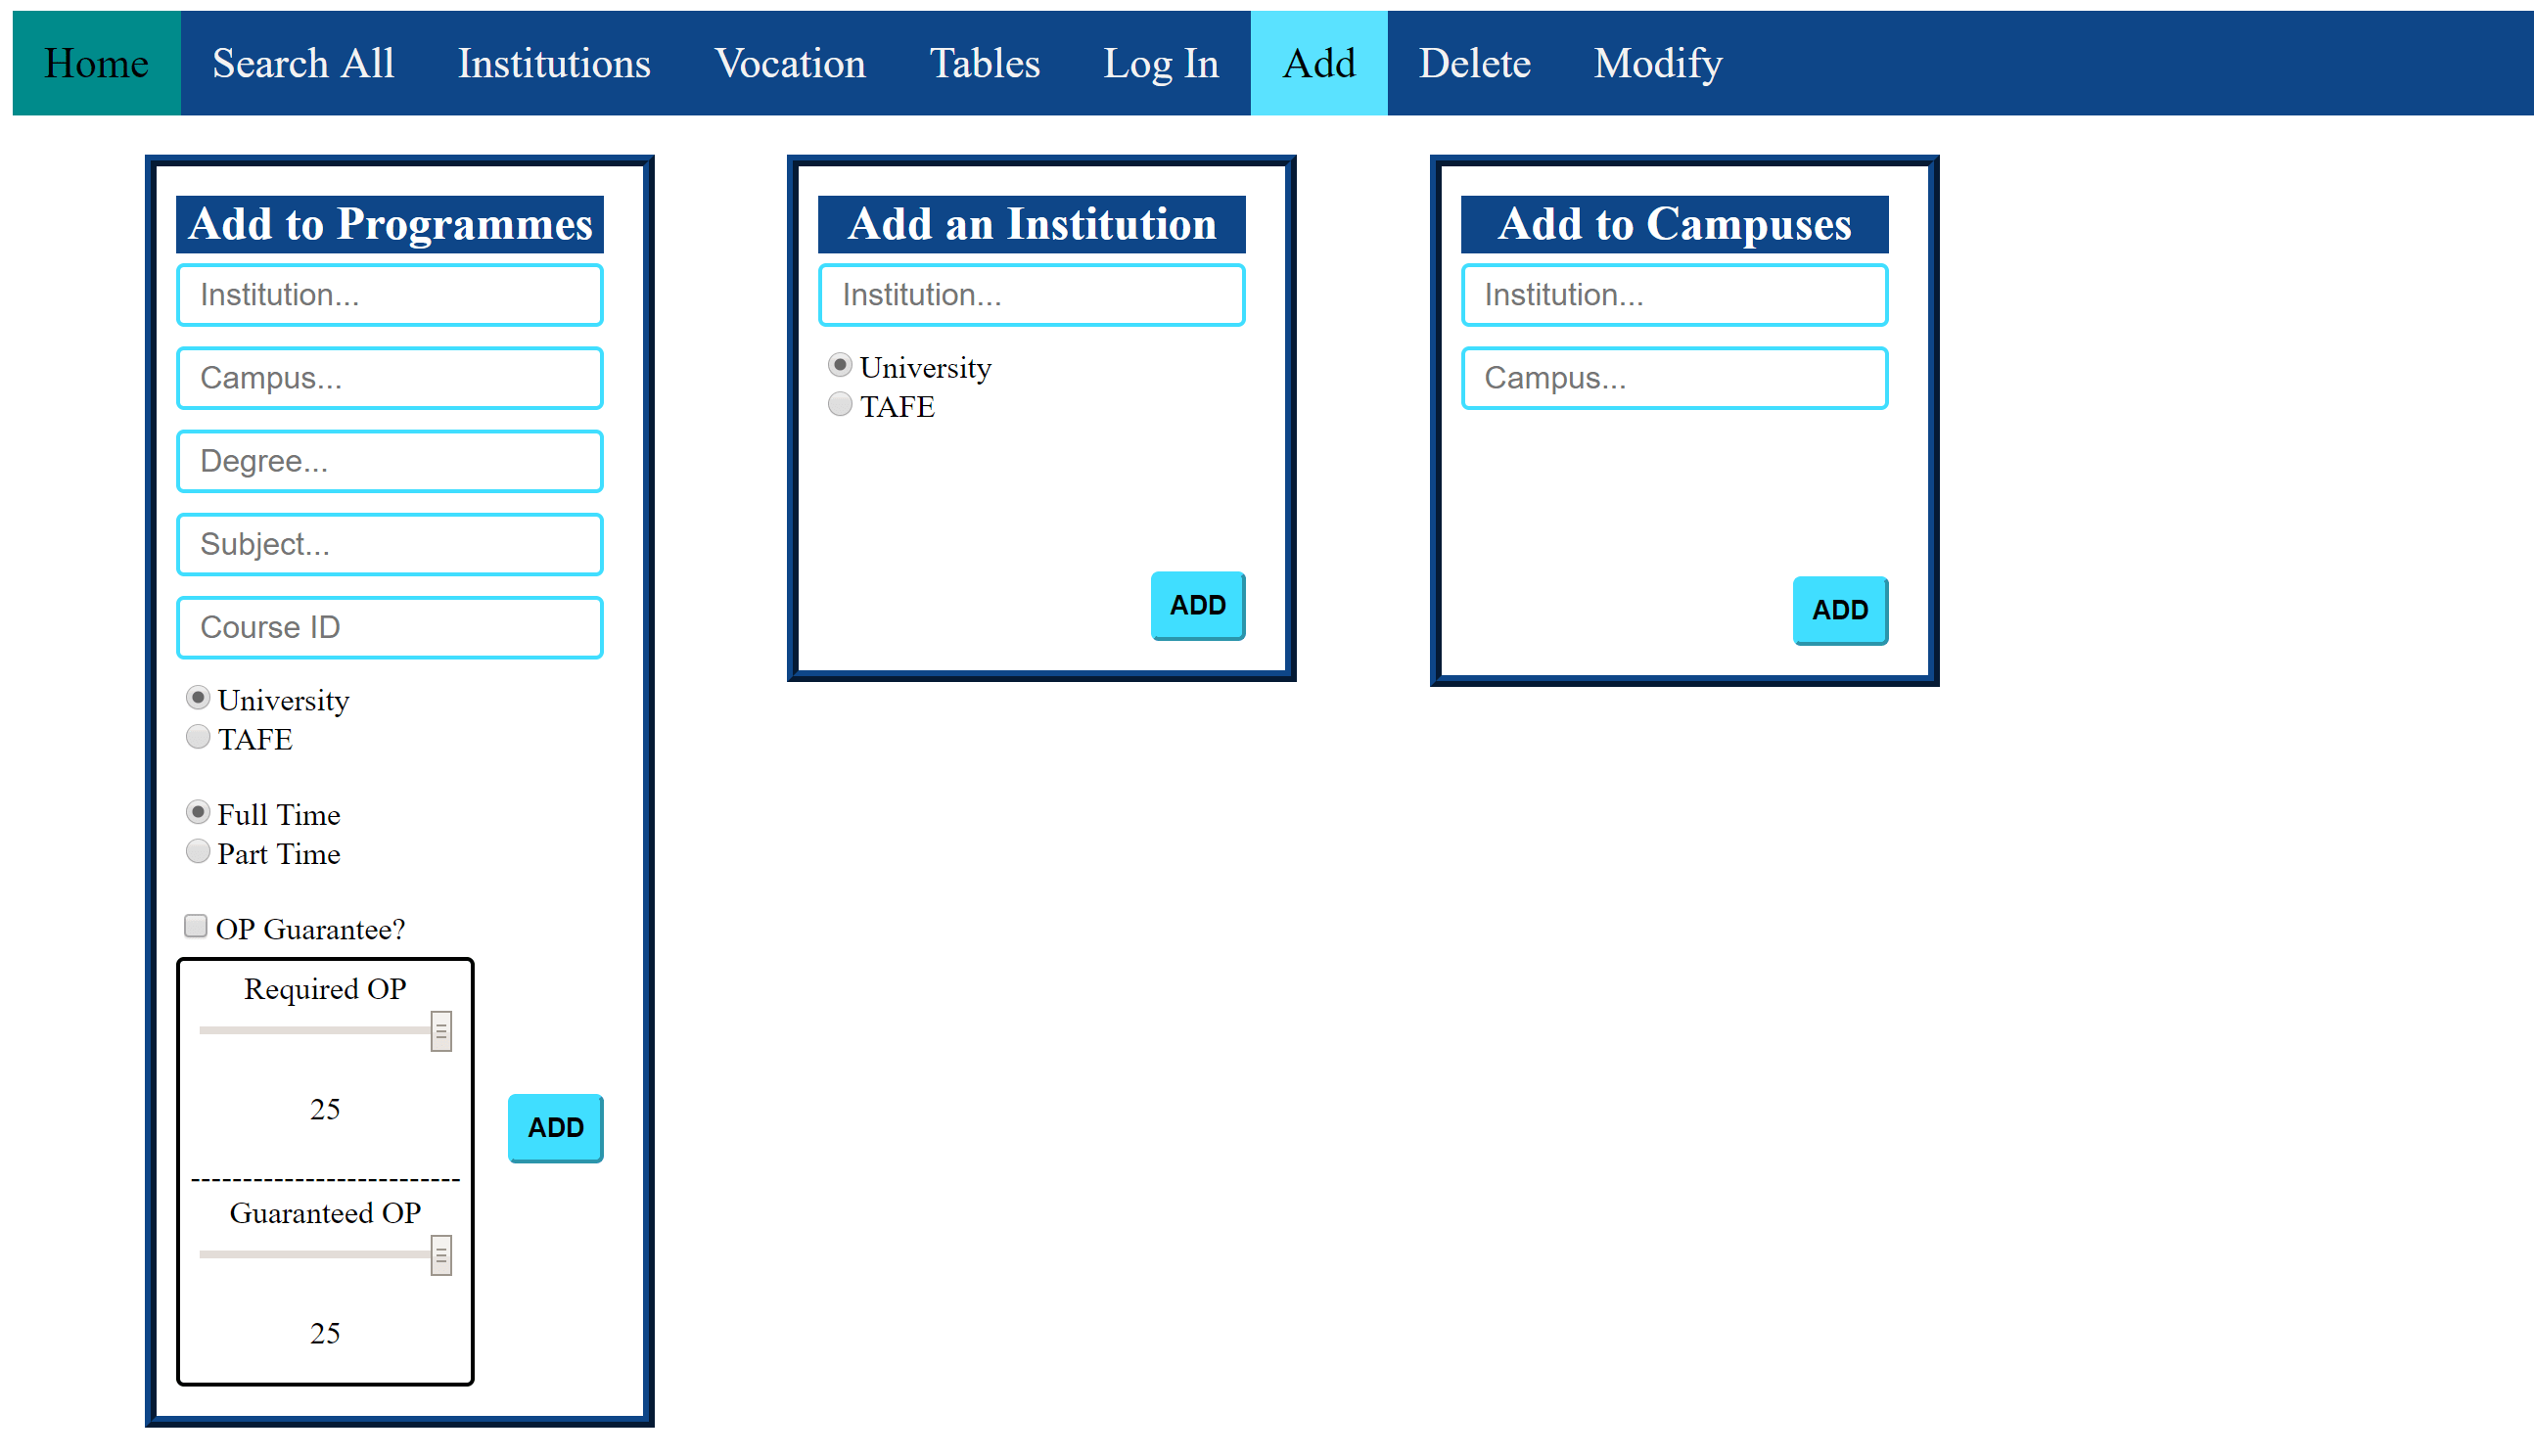 Home Search All Institutions Vocation Tables Log In Add Delete Modify
Add to Programmes
Institution...
Campus...
Degree...
Subject...
Course ID
University
TAFE
Full Time
Part Time
OP Guarantee?
Required OP
25
--------------------------
Guaranteed OP
25
ADD
Add an Institution
Institution...
University
TAFE
ADD
Add to Campuses
Institution...
Campus...
ADD